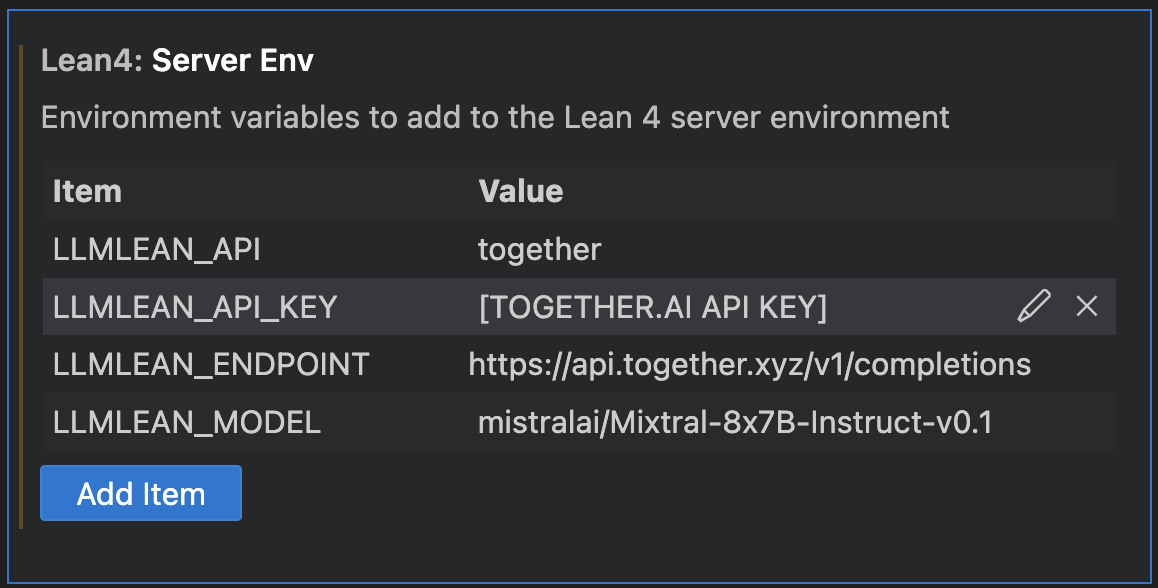 Lean4: Server Env
Environment variables to add to the Lean 4 server environment
Item Value
LLMLEAN_API together
LLMLEAN_API_KEY [TOGETHER.AI API KEY]
LLMLEAN_ENDPOINT https://api.together.xyz/v1/completions
LLMLEAN_MODEL mistralai/Mixtral-8x7B-Instruct-v0.1
Add Item